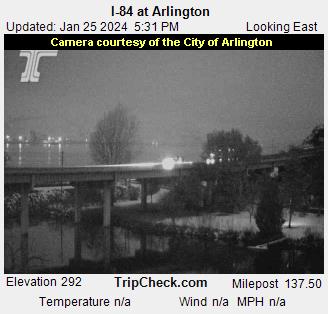 I-84 at Arlington
Updated: Jan 25 2024 5:31 PM Looking East
Camera courtesy of the City of Arlington
Elevation 292 TripCheck.com Milepost 137.50
Temperature n/a Wind n/a MPH n/a